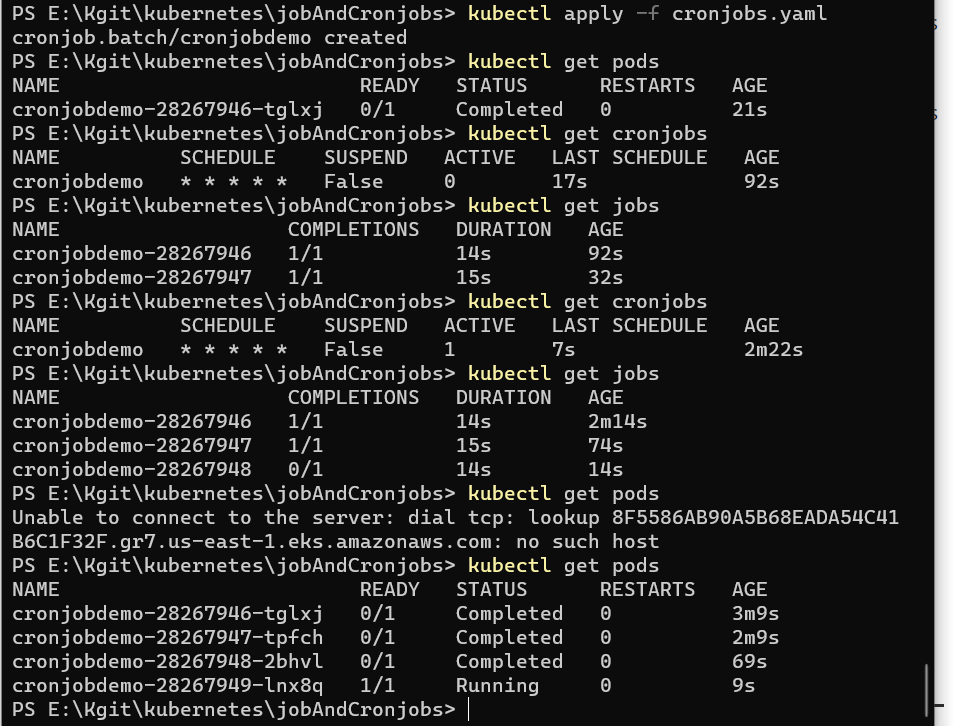 PS E:\Kgit\kubernetes\jobAndCronjobs> kubectl apply -f cronjobs.yaml
cronjob.batch/cronjobdemo created
PS E:\Kgit\kubernetes\jobAndCronjobs> kubectl get pods
NAME                         READY   STATUS      RESTARTS   AGE
cronjobdemo-28267946-tglxj   0/1     Completed   0          21s
PS E:\Kgit\kubernetes\jobAndCronjobs> kubectl get cronjobs
NAME          SCHEDULE    SUSPEND   ACTIVE   LAST SCHEDULE   AGE
cronjobdemo   * * * * *   False     0        17s             92s
PS E:\Kgit\kubernetes\jobAndCronjobs> kubectl get jobs
NAME                   COMPLETIONS   DURATION   AGE
cronjobdemo-28267946   1/1           14s        92s
cronjobdemo-28267947   1/1           15s        32s
PS E:\Kgit\kubernetes\jobAndCronjobs> kubectl get cronjobs
NAME          SCHEDULE    SUSPEND   ACTIVE   LAST SCHEDULE   AGE
cronjobdemo   * * * * *   False     1        7s              2m22s
PS E:\Kgit\kubernetes\jobAndCronjobs> kubectl get jobs
NAME                   COMPLETIONS   DURATION   AGE
cronjobdemo-28267946   1/1           14s        2m14s
cronjobdemo-28267947   1/1           15s        74s
cronjobdemo-28267948   0/1           14s        14s
PS E:\Kgit\kubernetes\jobAndCronjobs> kubectl get pods
Unable to connect to the server: dial tcp: lookup 8F5586AB90A5B68EADA54C41
B6C1F32F.gr7.us-east-1.eks.amazonaws.com: no such host
PS E:\Kgit\kubernetes\jobAndCronjobs> kubectl get pods
NAME                         READY   STATUS      RESTARTS   AGE
cronjobdemo-28267946-tglxj   0/1     Completed   0          3m9s
cronjobdemo-28267947-tpfch   0/1     Completed   0          2m9s
cronjobdemo-28267948-2bhvl   0/1     Completed   0          69s
cronjobdemo-28267949-lnx8q   1/1     Running     0          9s
PS E:\Kgit\kubernetes\jobAndCronjobs>